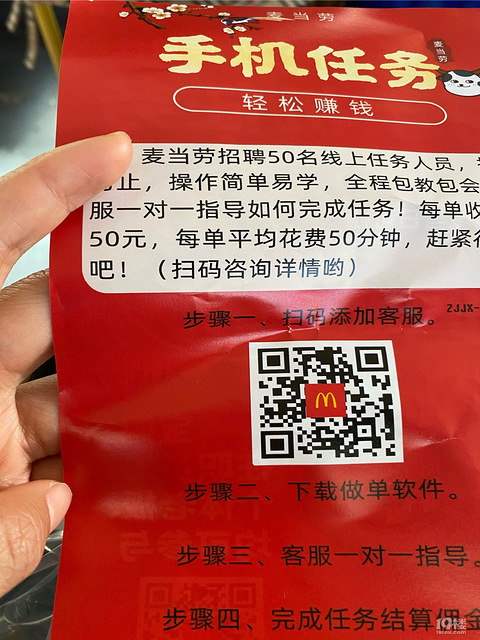 麦当劳
手机任务
麦当劳
轻松赚钱
麦当劳招聘50名线上任务人员，
止，操作简单易学，全程包教包会
服一对一指导如何完成任务！每单收
50元，每单平均花费50分钟，赶紧
吧！（扫码咨询详情哟）
步骤一、扫码添加客服。
ZJJX-
步骤二、下载做单软件。
步骤三、客服一对一指导。
步骤四、完成任务结算佣金
19楼
19lou.com